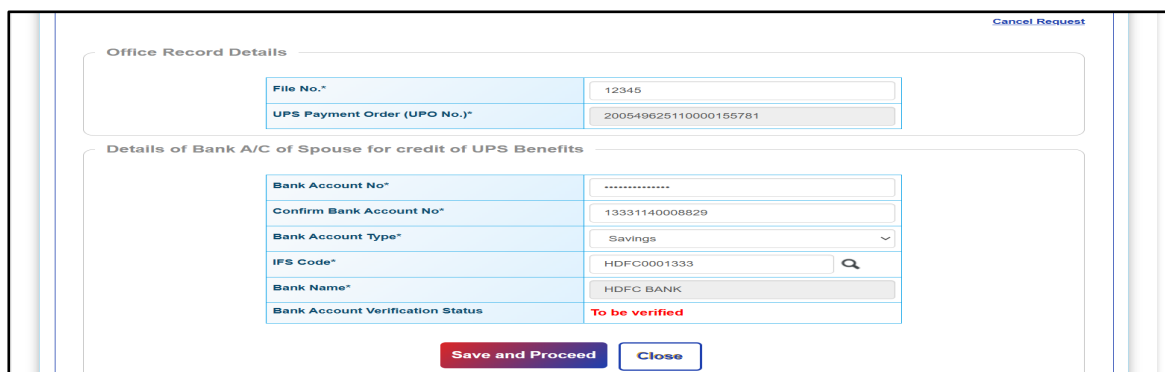 Cancel Request
Office Record Details
File No.* 12345
UPS Payment Order (UPO No.)* 200549625110000155781
Details of Bank A/C of Spouse for credit of UPS Benefits
Bank Account No* --------------
Confirm Bank Account No* 13331140008829
Bank Account Type* Savings
IFS Code* HDFC0001333
Bank Name* HDFC BANK
Bank Account Verification Status To be verified
Save and Proceed Close